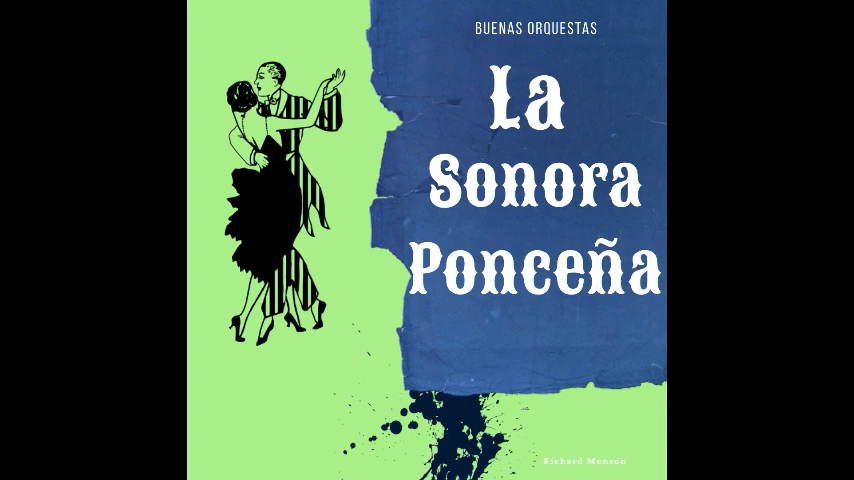 BUENAS ORQUESTAS
La
Sonora
Ponceña
Richard Monzón